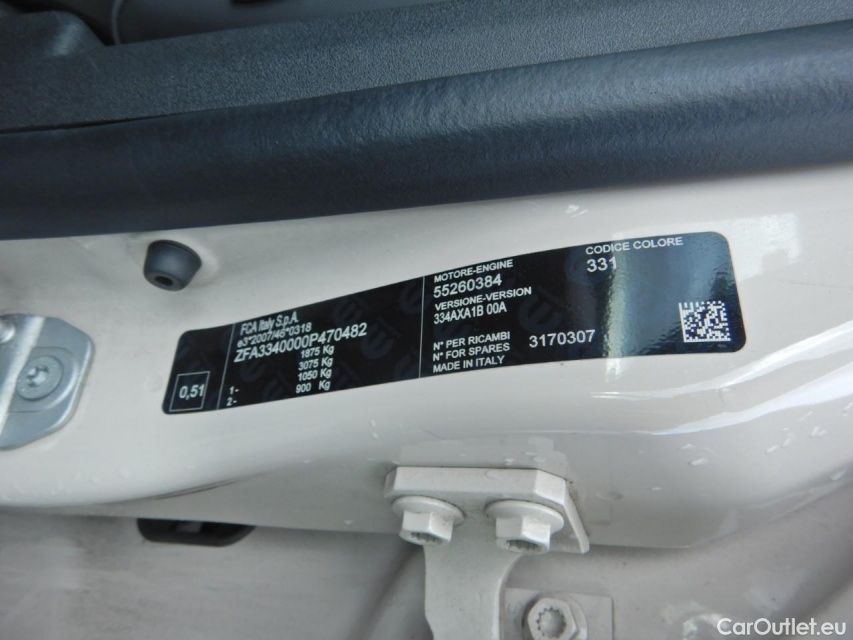 FCA Italy S.p.A.
e3*2007/46*0318
ZFA3340000P470482
1875 Kg
3075 Kg
1- 1050 Kg
2- 900 Kg
0,51
MOTORE-ENGINE
55260384
VERSIONE-VERSION
334AXA1B 00A
N° PER RICAMBI
N° FOR SPARES 3170307
MADE IN ITALY
CODICE COLORE
331
CarOutlet.eu